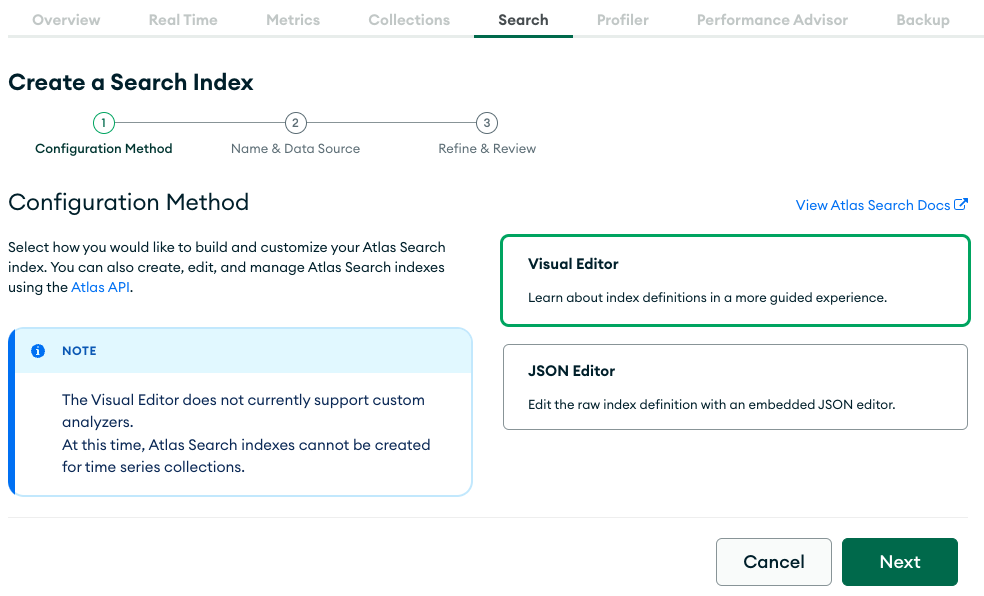 Overview Real Time Metrics Collections Search Profiler Performance Advisor Backup
Create a Search Index
1 2 3
Configuration Method Name & Data Source Refine & Review
Configuration Method
View Atlas Search Docs
Select how you would like to build and customize your Atlas Search
index. You can also create, edit, and manage Atlas Search indexes
using the Atlas API.
NOTE
The Visual Editor does not currently support custom
analyzers.
At this time, Atlas Search indexes cannot be created
for time series collections.
Visual Editor
Learn about index definitions in a more guided experience.
JSON Editor
Edit the raw index definition with an embedded JSON editor.
Cancel Next